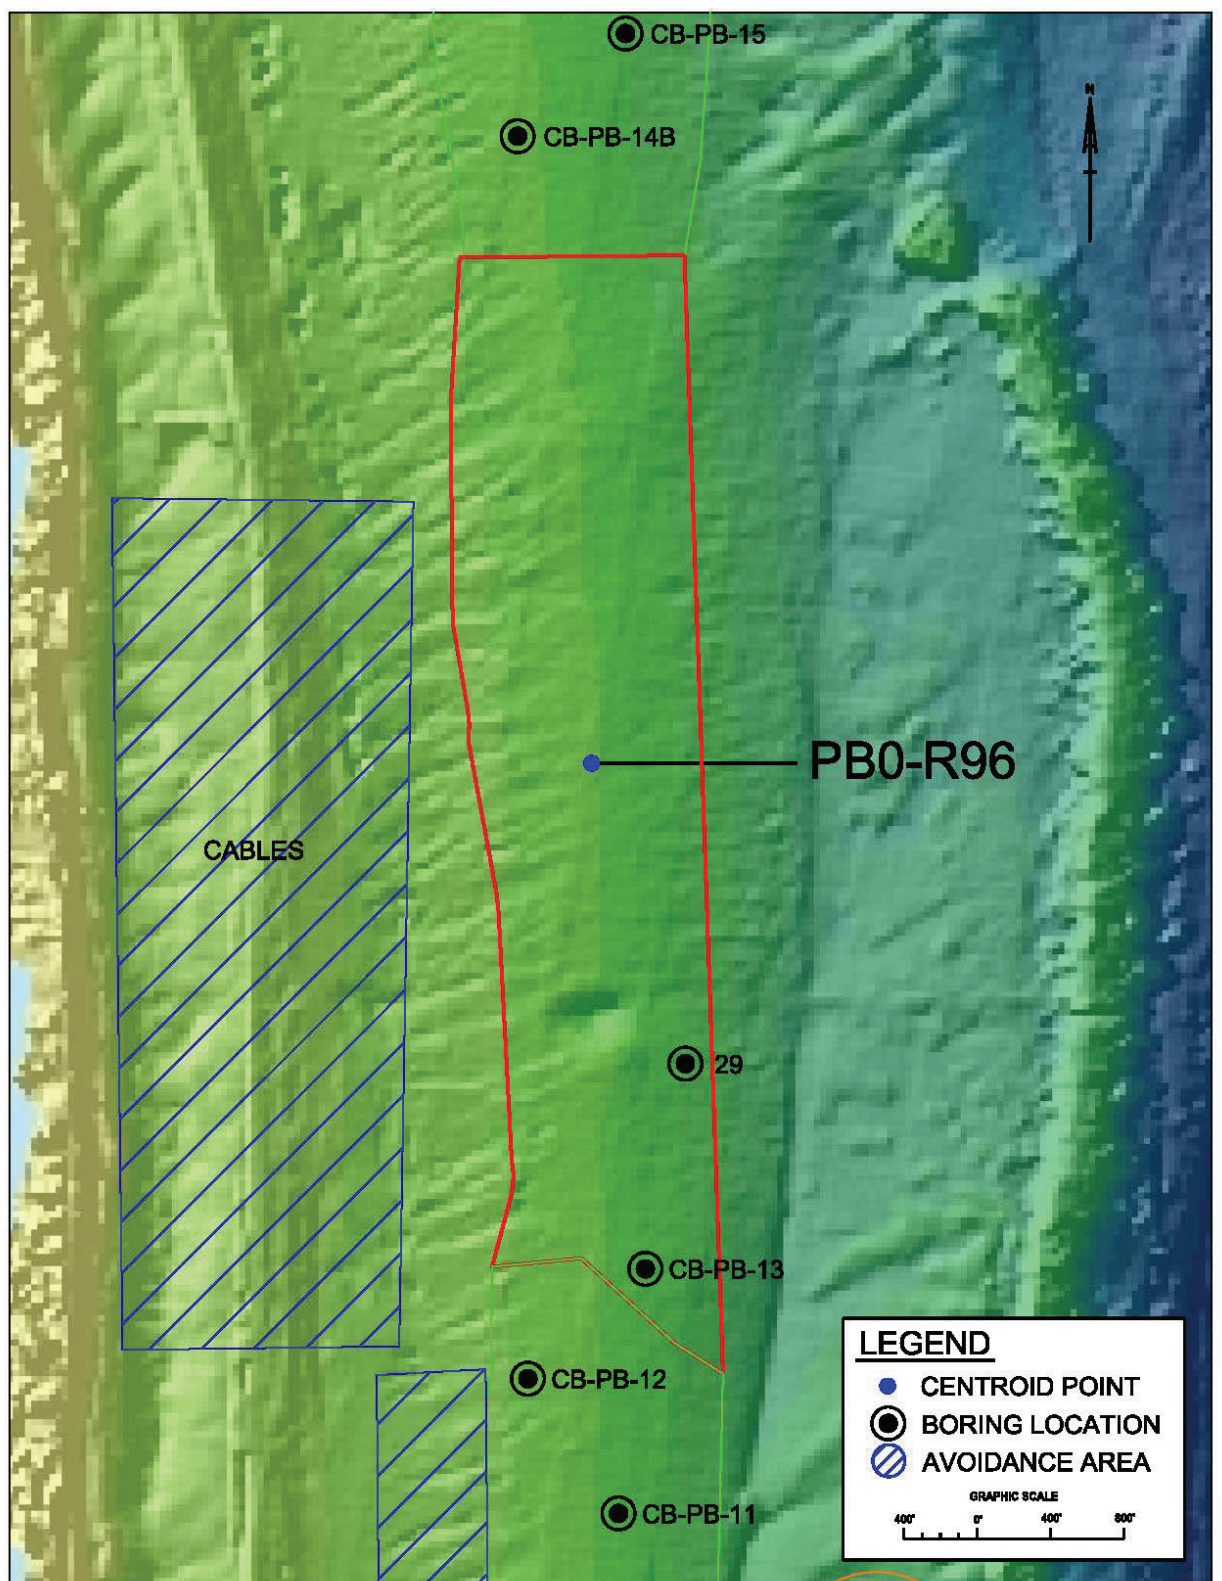 CB-PB-15
N
CB-PB-14B
PB0-R96
CABLES
29
CB-PB-13
CB-PB-12
CB-PB-11
LEGEND
CENTROID POINT
BORING LOCATION
AVOIDANCE AREA
GRAPHIC SCALE
400' 0' 400' 800'